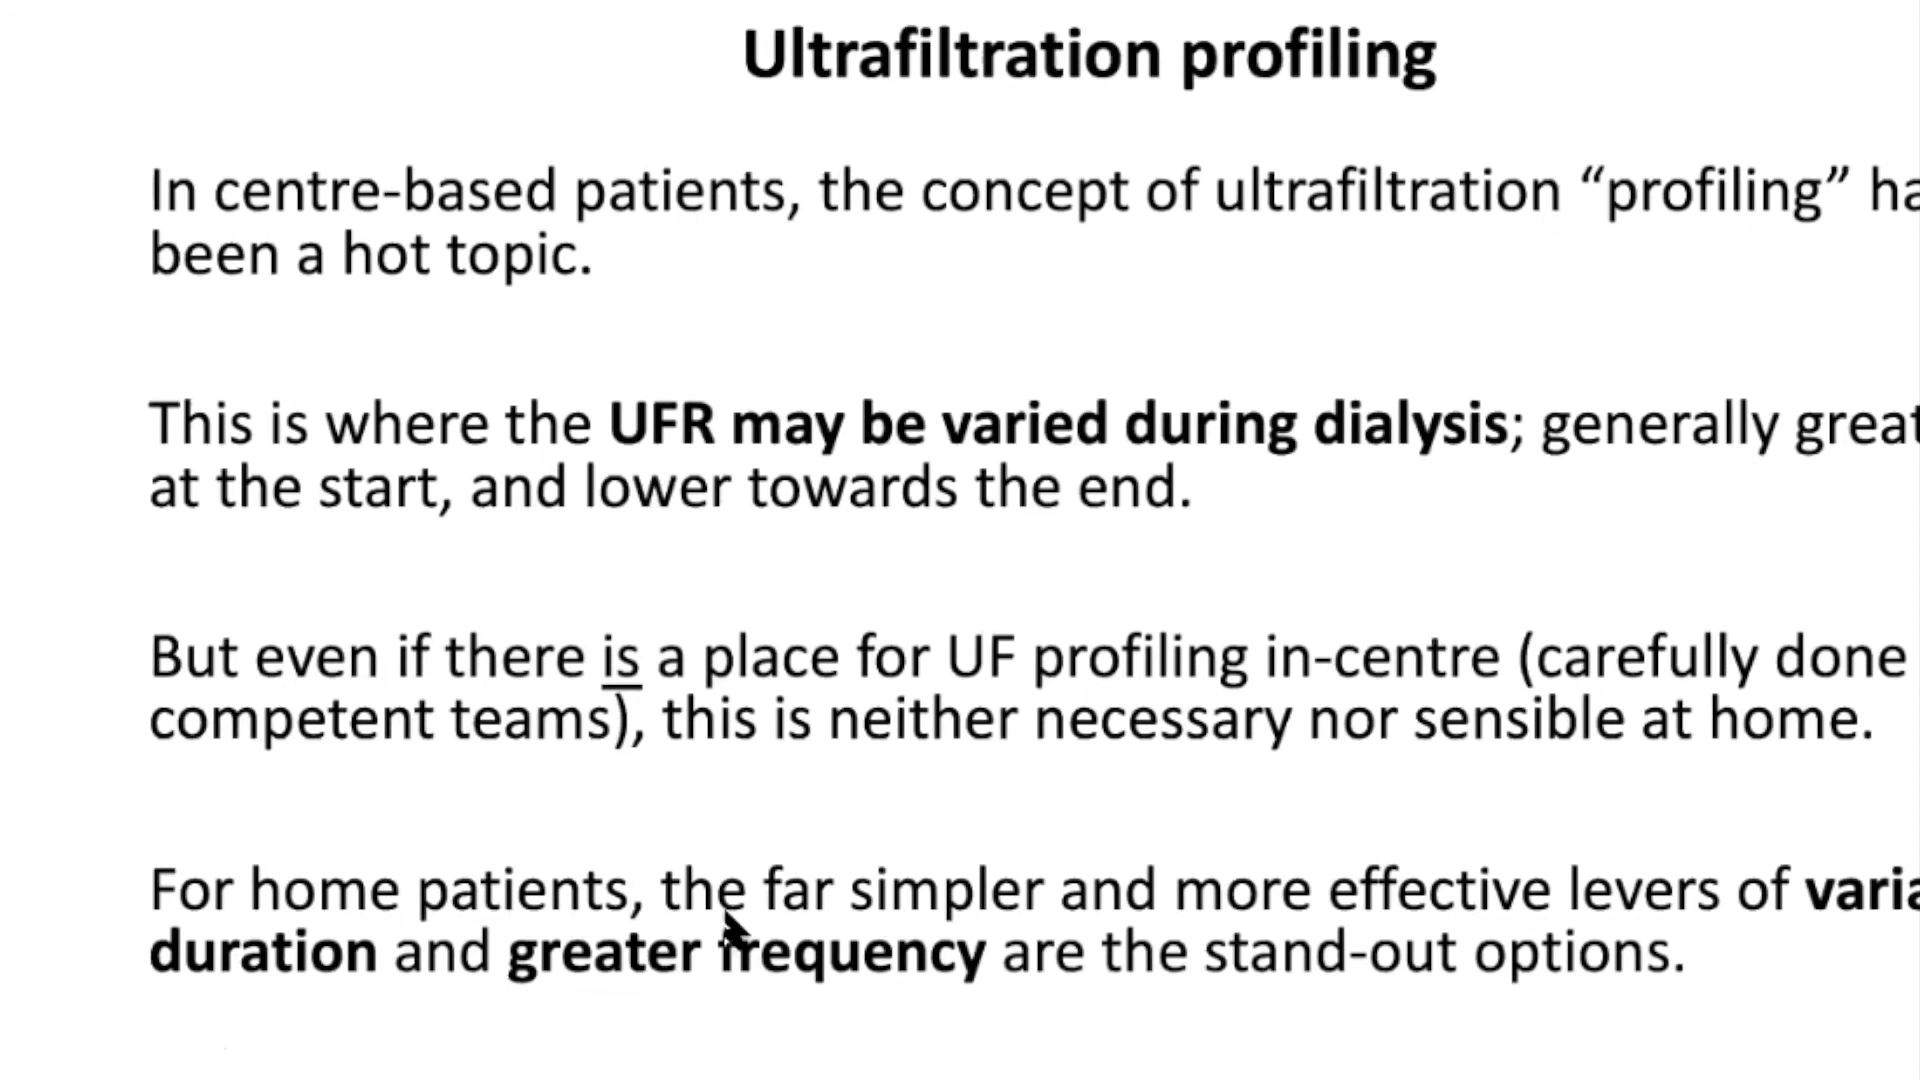 Ultrafiltration profiling
In centre-based patients, the concept of ultrafiltration “profiling”
been a hot topic.
This is where the UFR may be varied during dialysis; generally
at the start, and lower towards the end.
But even if there is a place for UF profiling in-centre (carefully done
competent teams), this is neither necessary nor sensible at home.
For home patients, the far simpler and more effective levers of
duration and greater frequency are the stand-out options.